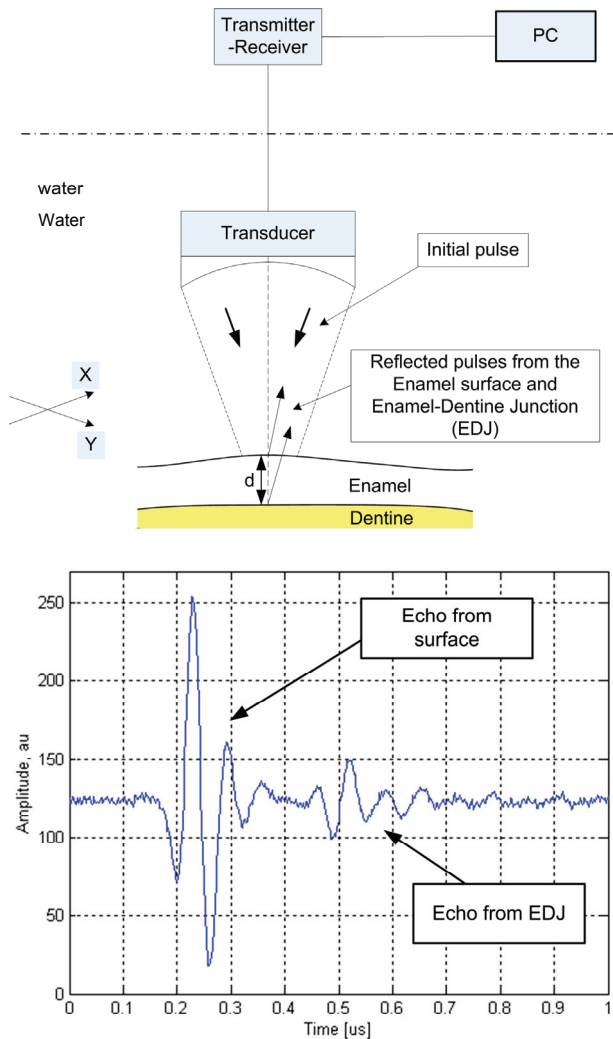 Transmitter
-Receiver
PC
water
Water
Transducer
Initial pulse
Reflected pulses from the
Enamel surface and
Enamel-Dentine Junction
(EDJ)
X
Y
d
Enamel
Dentine
Echo from
surface
Echo from EDJ
Amplitude, au
250
200
150
100
50
0
0 0.1 0.2 0.3 0.4 0.5 0.6 0.7 0.8 0.9 1
Time [us]